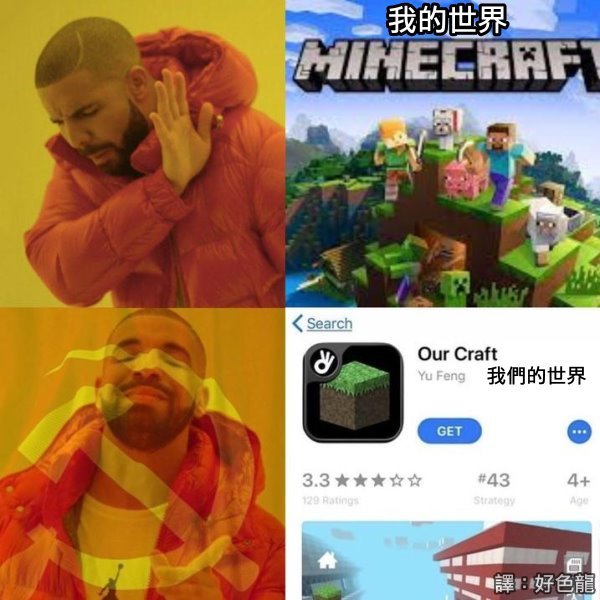 我的世界
MINECRAFT
Search
Our Craft
Yu Feng
我們的世界
GET
3.3
#43
4+
129 Ratings
Strategy
Age
譯：好色龍